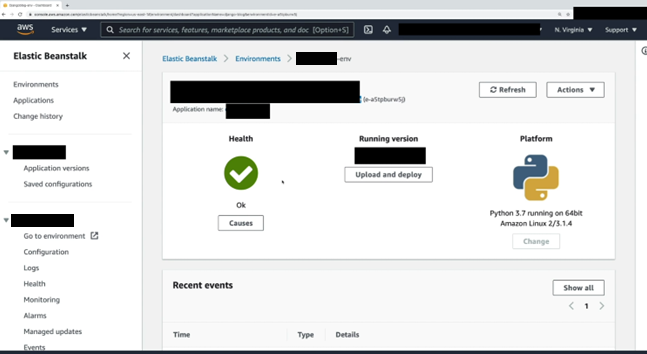 aws
Services ▼
Search for services, features, marketplace products, and doc [Option+S]
N. Virginia ▼
Support ▼
Elastic Beanstalk
Environments
Applications
Change history
Application versions
Saved configurations
Go to environment
Configuration
Logs
Health
Monitoring
Alarms
Managed updates
Events
Elastic Beanstalk > Environments > -env
(e-a5tpburw5j)
Application name:
Refresh
Actions ▼
Health
Ok
Causes
Running version
Upload and deploy
Platform
Python 3.7 running on 64bit
Amazon Linux 2/3.1.4
Change
Recent events
Show all
< 1 >
Time Type Details